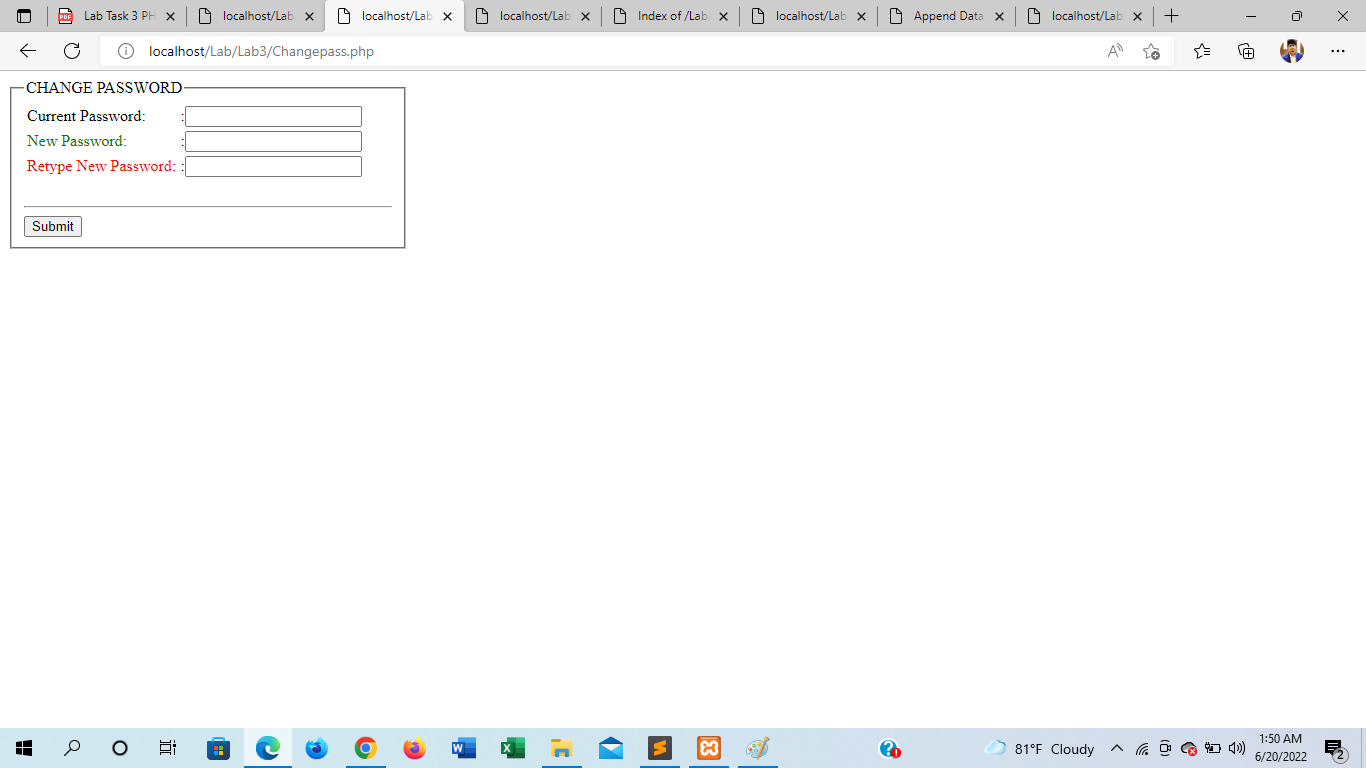 Lab Task 3 PH
localhost/Lab
localhost/Lab
localhost/Lab
Index of /Lab
localhost/Lab
Append Data
localhost/Lab
localhost/Lab/Lab3/Changepass.php
CHANGE PASSWORD
Current Password: :
New Password: :
Retype New Password: :
Submit
81°F Cloudy
1:50 AM
6/20/2022
2